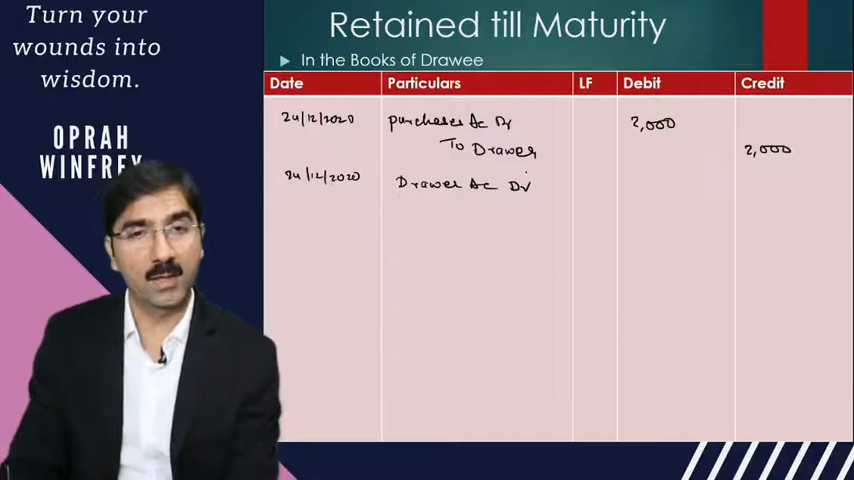 Turn your
wounds into
wisdom.
OPRAH
WINFREY
Retained till Maturity
In the Books of Drawee
Date Particulars LF Debit Credit
24/12/2020 purchases Ac Dr 2,000
To Drawer 2,000
24/12/2020 Drawer Ac Dr